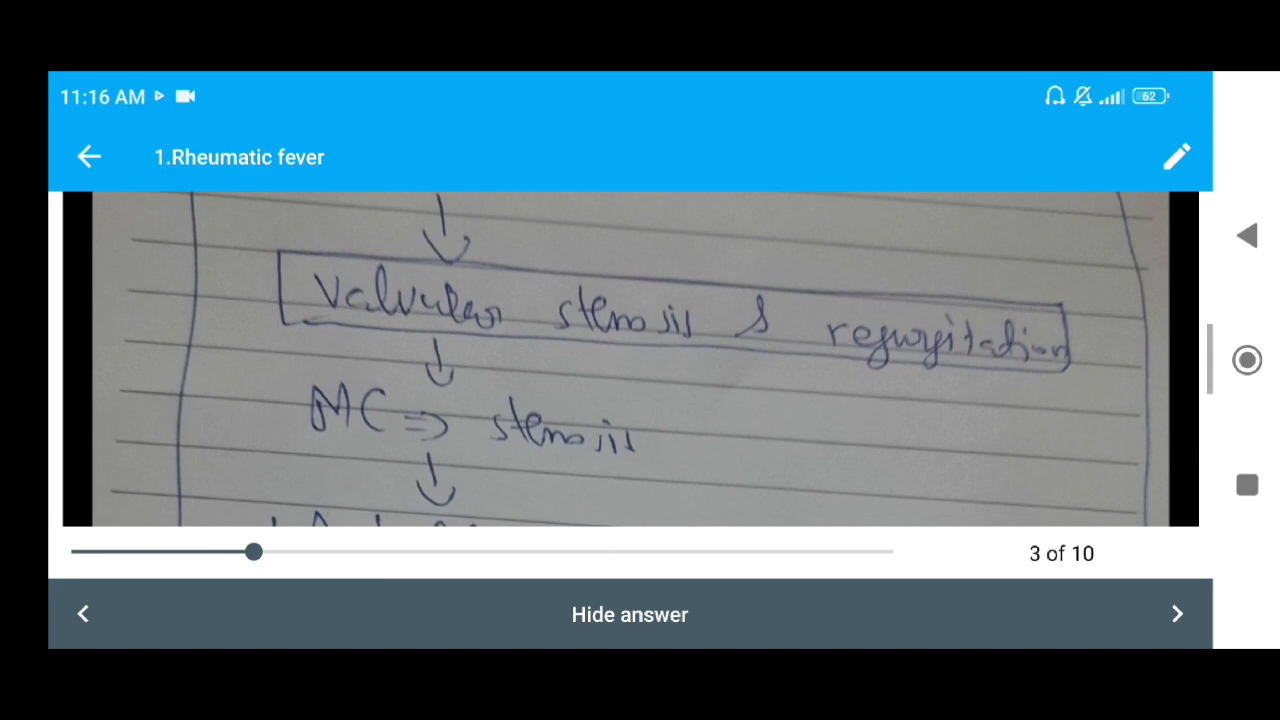 11:16 AM
62
1.Rheumatic fever
Valvular stenosis & regurgitation
MC ⇒ stenosis
3 of 10
Hide answer